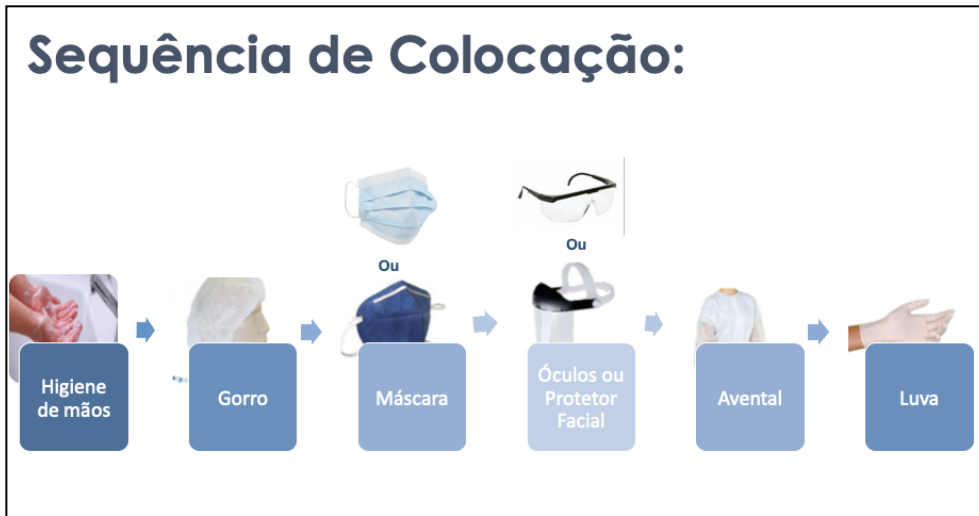 Sequência de Colocação:
Ou
Ou
Higiene
de mãos
Gorro
Máscara
Óculos ou
Protetor
Facial
Avental
Luva